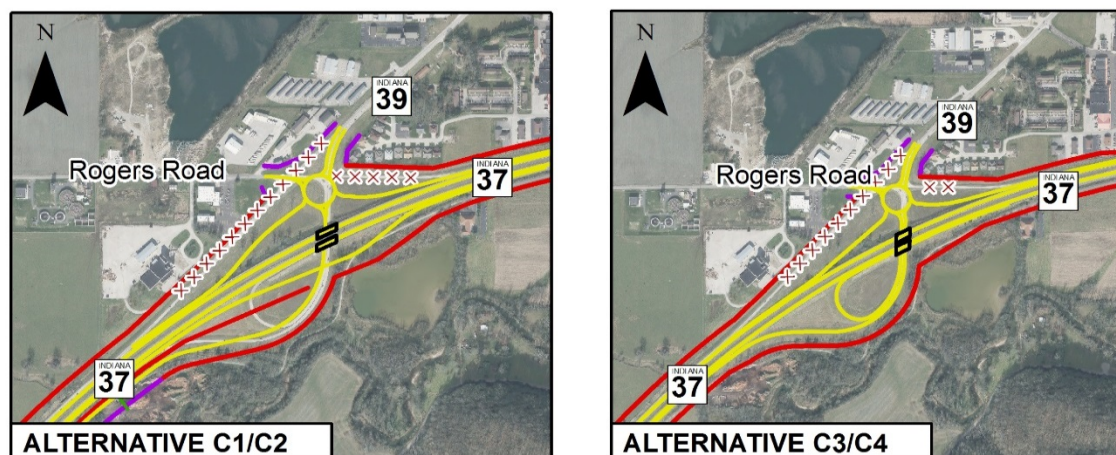 N
INDIANA
39
Rogers Road
INDIANA
37
INDIANA
37
ALTERNATIVE C1/C2
N
INDIANA
39
Rogers Road
INDIANA
37
INDIANA
37
ALTERNATIVE C3/C4